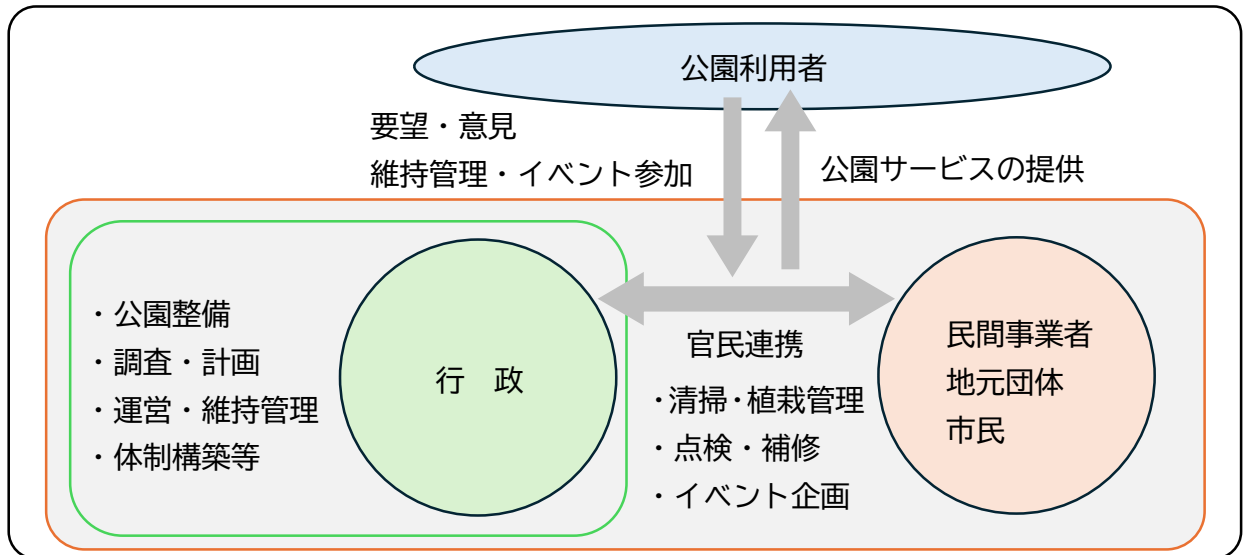 公園利用者
要望・意見
維持管理・イベント参加
公園サービスの提供
・公園整備
・調査・計画
・運営・維持管理
・体制構築等
行　政
官民連携
・清掃・植栽管理
・点検・補修
・イベント企画
民間事業者
地元団体
市民